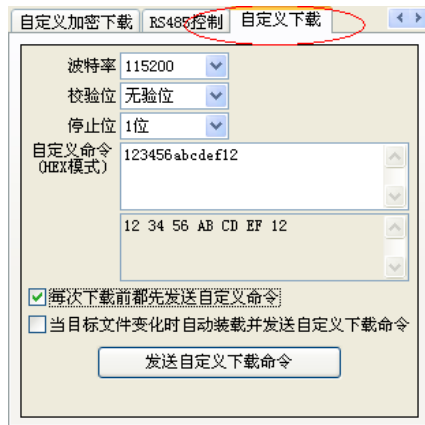 自定义加密下载 RS485控制 自定义下载
波特率 115200
校验位 无验位
停止位 1位
自定义命令
(HEX模式)
123456abcdef12
12 34 56 AB CD EF 12
每次下载前都先发送自定义命令
当目标文件变化时自动装载并发送自定义下载命令
发送自定义下载命令